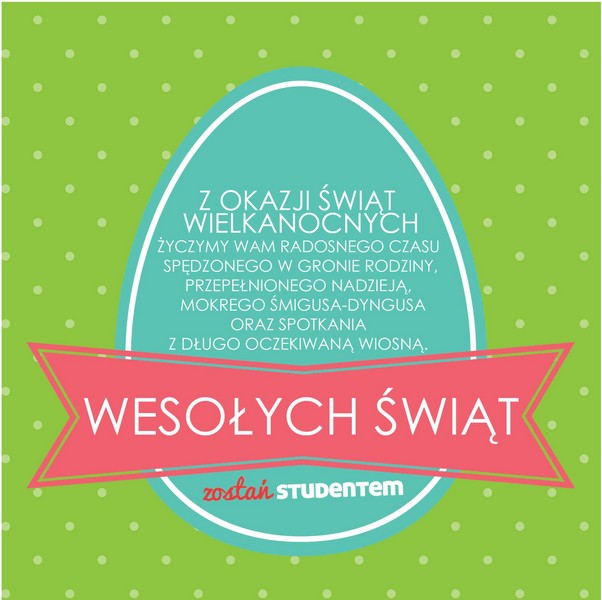 Z OKAZJI ŚWIĄT
WIELKANOCNYCH
ŻYCZYMY WAM RADOSNEGO CZASU
SPĘDZONEGO W GRONIE RODZINY,
PRZEPEŁNIONEGO NADZIEJĄ,
MOKREGO ŚMIGUSA-DYNGUSA
ORAZ SPOTKANIA
Z DŁUGO OCZEKIWANĄ WIOSNĄ.
WESOŁYCH ŚWIĄT
zostań STUDENTEM